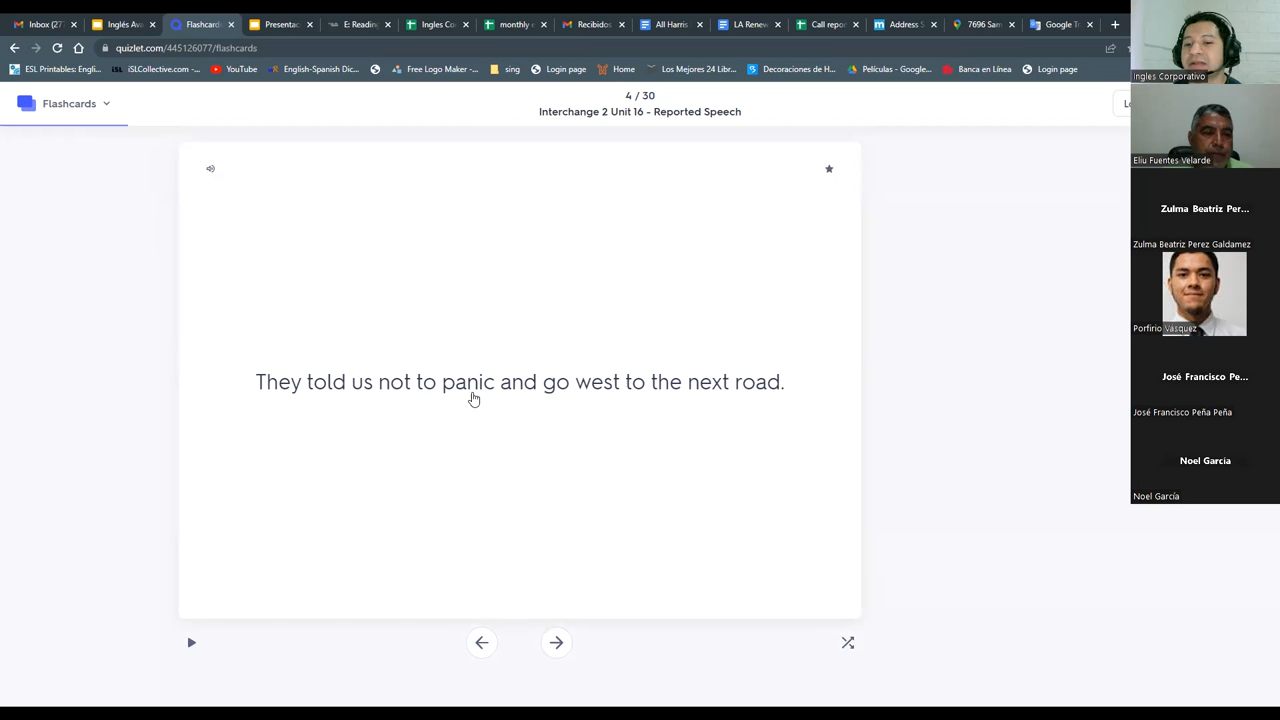 Inbox (27
Inglés Ava
Flashcards
Presentac
E: Reading
Ingles Co
monthly e
Recibidos
All Harris
LA Renew
Call repor
Address S
7696 San
Google Tr
quizlet.com/445126077/flashcards
ESL Printables: Engli...
iSLCollective.com -...
YouTube
English-Spanish Dic...
Free Logo Maker -...
sing
Login page
Home
Los Mejores 24 Libr...
Decoraciones de H...
Películas - Google...
Banca en Línea
Login page
Flashcards
4 / 30
Interchange 2 Unit 16 - Reported Speech
They told us not to panic and go west to the next road.
Ingles Corporativo
Eliu Fuentes Velarde
Zulma Beatriz Per...
Zulma Beatriz Perez Galdamez
Porfirio Vásquez
José Francisco Pe...
José Francisco Peña Peña
Noel Garcia
Noel García